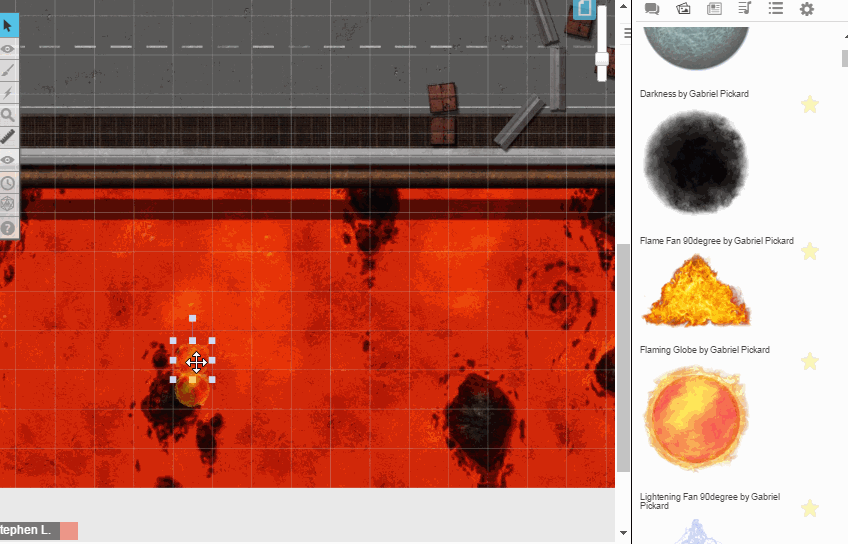 Darkness by Gabriel Pickard
Flame Fan 90degree by Gabriel Pickard
Flaming Globe by Gabriel Pickard
Lightening Fan 90degree by Gabriel
Pickard
tephen L.